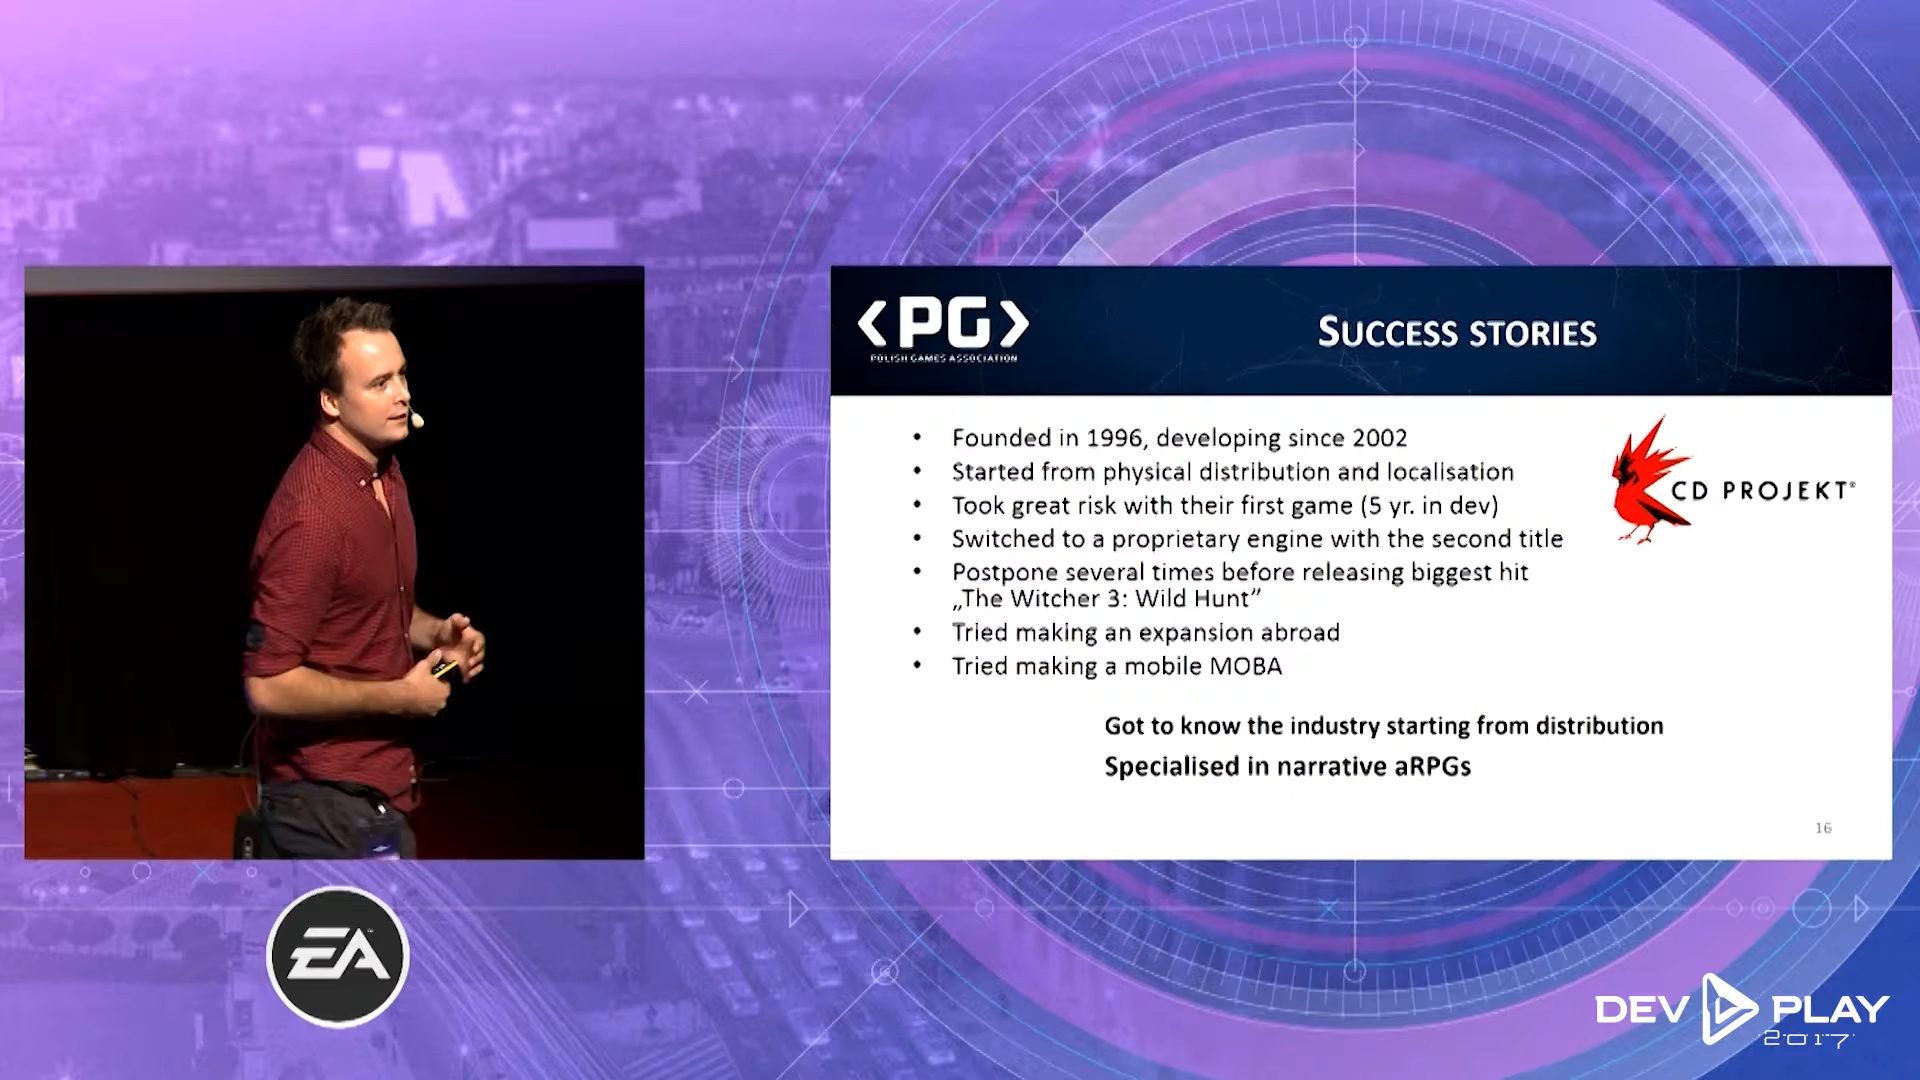 <PG>
POLISH GAMES ASSOCIATION
SUCCESS STORIES
• Founded in 1996, developing since 2002
• Started from physical distribution and localisation
• Took great risk with their first game (5 yr. in dev)
• Switched to a proprietary engine with the second title
• Postpone several times before releasing biggest hit
„The Witcher 3: Wild Hunt”
• Tried making an expansion abroad
• Tried making a mobile MOBA
CD PROJEKT®
Got to know the industry starting from distribution
Specialised in narrative aRPGs
16
EA™
DEV PLAY
2017